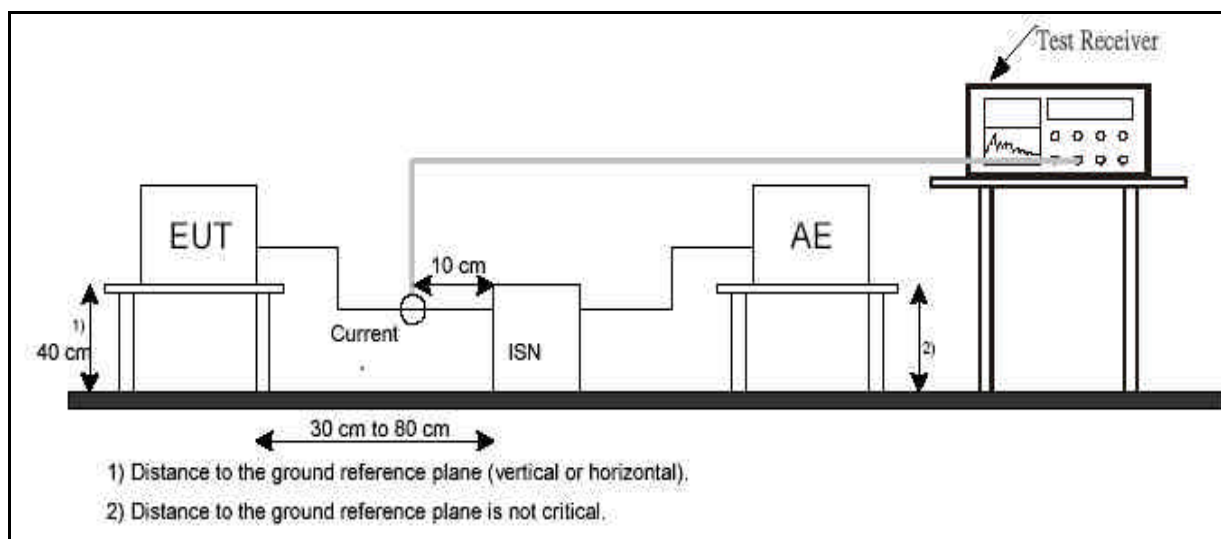 Test Receiver
EUT
AE
10 cm
1)
40 cm
Current
ISN
2)
30 cm to 80 cm
1) Distance to the ground reference plane (vertical or horizontal).
2) Distance to the ground reference plane is not critical.